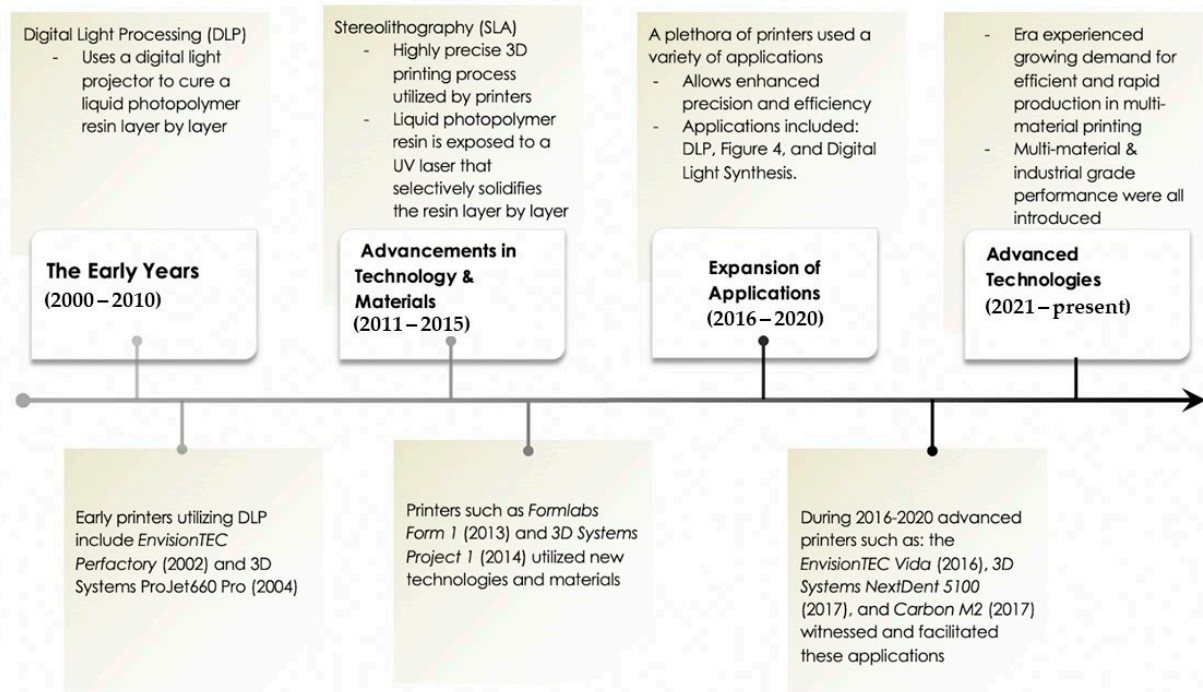 Digital Light Processing (DLP)
- Uses a digital light
projector to cure a
liquid photopolymer
resin layer by layer
The Early Years
(2000 – 2010)
Stereolithography (SLA)
- Highly precise 3D
printing process
utilized by printers
- Liquid photopolymer
resin is exposed to a
UV laser that
selectively solidifies
the resin layer by layer
Advancements in
Technology &
Materials
(2011 – 2015)
A plethora of printers used a
variety of applications
- Allows enhanced
precision and efficiency
- Applications included:
DLP, Figure 4, and Digital
Light Synthesis.
Expansion of
Applications
(2016 – 2020)
- Era experienced
growing demand for
efficient and rapid
production in multi-
material printing
- Multi-material &
industrial grade
performance were all
introduced
Advanced
Technologies
(2021 – present)
Early printers utilizing DLP
include EnvisionTEC
Perfactory (2002) and 3D
Systems ProJet660 Pro (2004)
Printers such as Formlabs
Form 1 (2013) and 3D Systems
Project 1 (2014) utilized new
technologies and materials
During 2016-2020 advanced
printers such as: the
EnvisionTEC Vida (2016), 3D
Systems NextDent 5100
(2017), and Carbon M2 (2017)
witnessed and facilitated
these applications